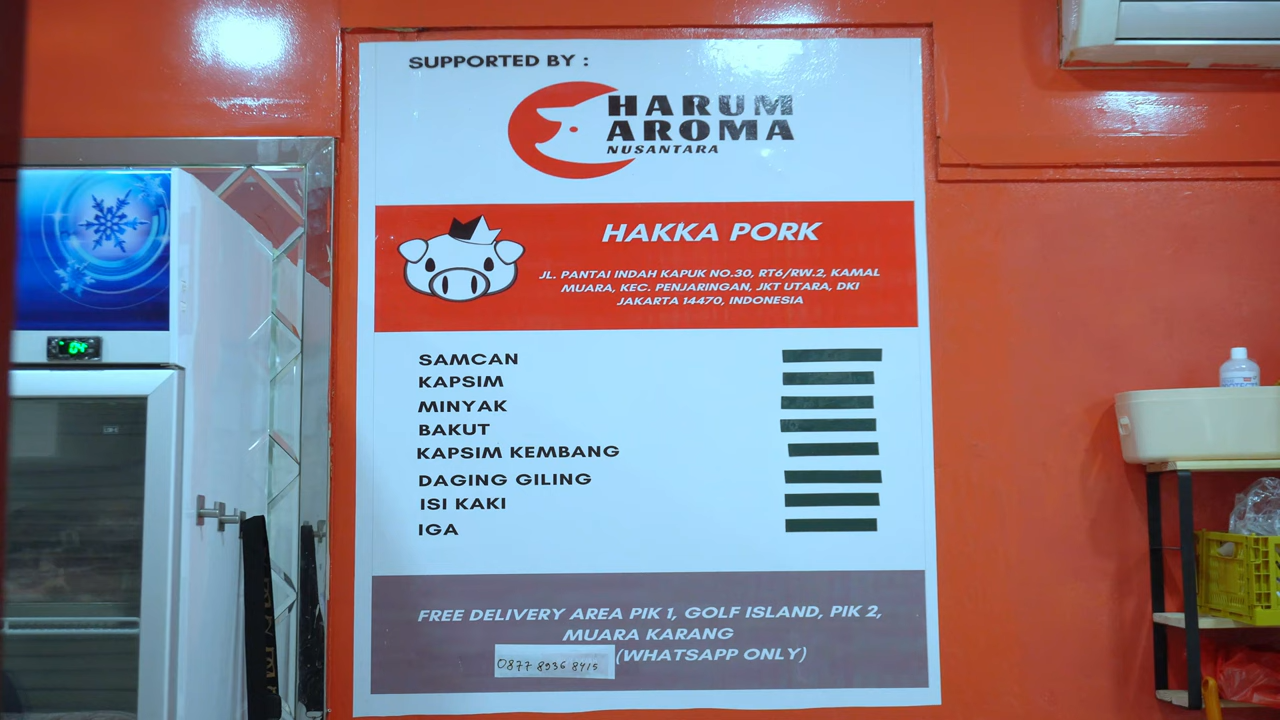 SUPPORTED BY :
HARUM
AROMA
NUSANTARA
HAKKA PORK
JL. PANTAI INDAH KAPUK NO.30, RT6/RW.2, KAMAL
MUARA, KEC. PENJARINGAN, JKT UTARA, DKI
JAKARTA 14470, INDONESIA
SAMCAN
KAPSIM
MINYAK
BAKUT
KAPSIM KEMBANG
DAGING GILING
ISI KAKI
IGA
FREE DELIVERY AREA PIK 1, GOLF ISLAND, PIK 2,
MUARA KARANG
0877 8936 8415 (WHATSAPP ONLY)